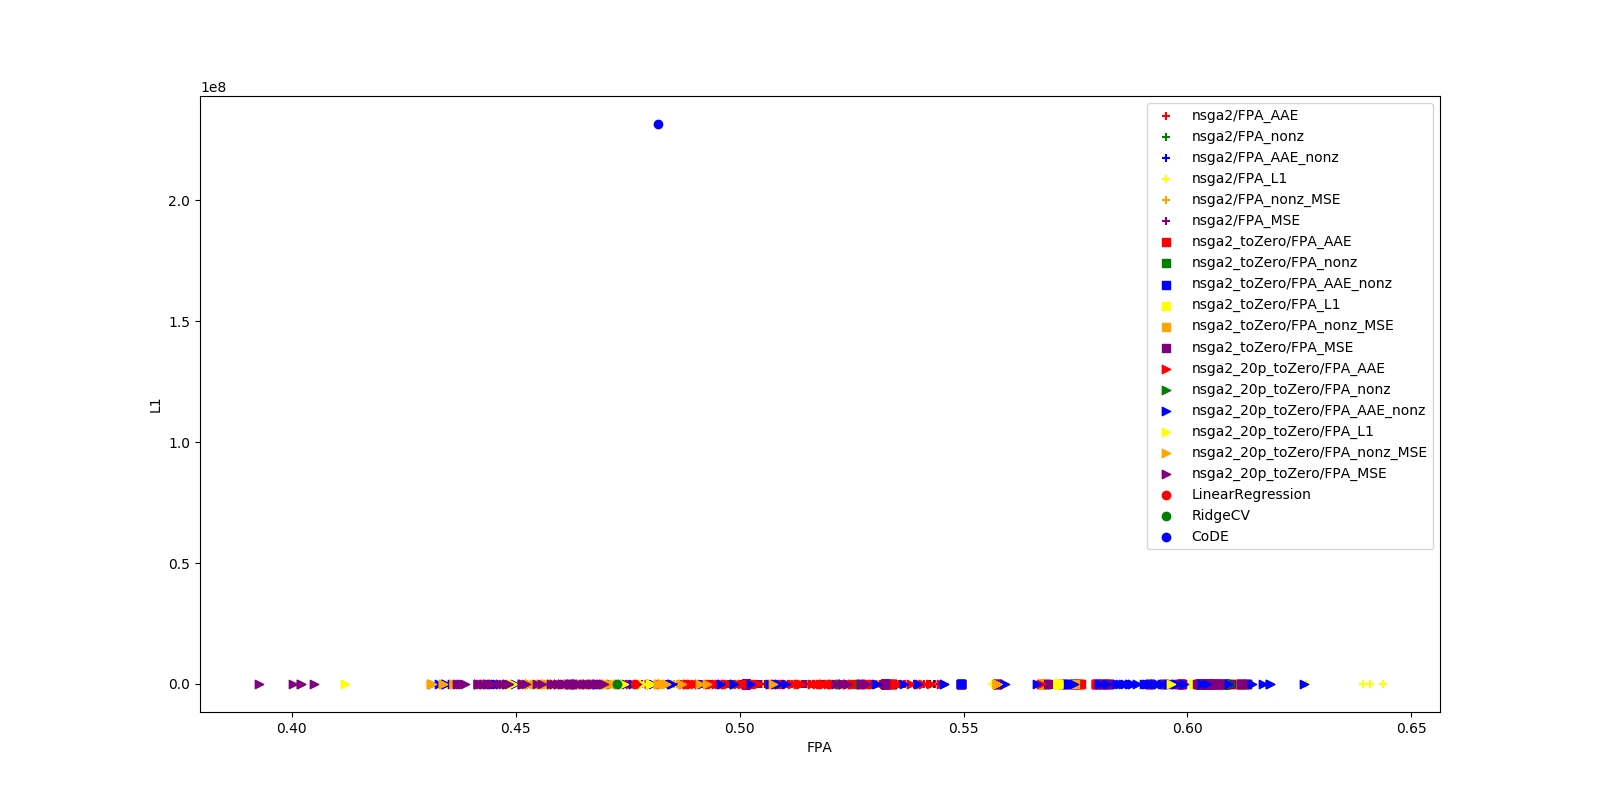 1e8
2.0
1.5
1.0
0.5
0.0
L1
0.40 0.45 0.50 0.55 0.60 0.65
FPA
nsga2/FPA_AAE
nsga2/FPA_nonz
nsga2/FPA_AAE_nonz
nsga2/FPA_L1
nsga2/FPA_nonz_MSE
nsga2/FPA_MSE
nsga2_toZero/FPA_AAE
nsga2_toZero/FPA_nonz
nsga2_toZero/FPA_AAE_nonz
nsga2_toZero/FPA_L1
nsga2_toZero/FPA_nonz_MSE
nsga2_toZero/FPA_MSE
nsga2_20p_toZero/FPA_AAE
nsga2_20p_toZero/FPA_nonz
nsga2_20p_toZero/FPA_AAE_nonz
nsga2_20p_toZero/FPA_L1
nsga2_20p_toZero/FPA_nonz_MSE
nsga2_20p_toZero/FPA_MSE
LinearRegression
RidgeCV
CoDE